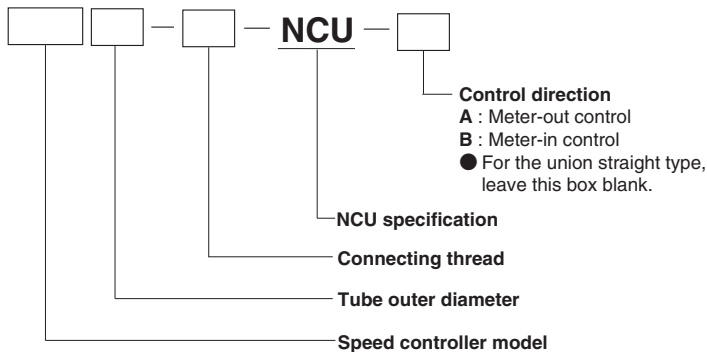 NCU
Control direction
A : Meter-out control
B : Meter-in control
● For the union straight type,
leave this box blank.
NCU specification
Connecting thread
Tube outer diameter
Speed controller model